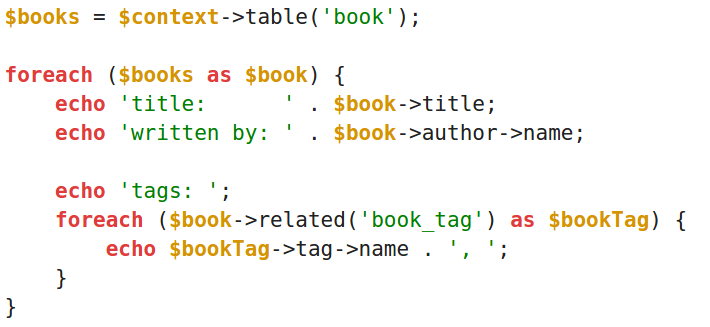 $books = $context->table('book');

foreach ($books as $book) {
    echo 'title:      ' . $book->title;
    echo 'written by: ' . $book->author->name;

    echo 'tags: ';
    foreach ($book->related('book_tag') as $bookTag) {
        echo $bookTag->tag->name . ', ';
    }
}